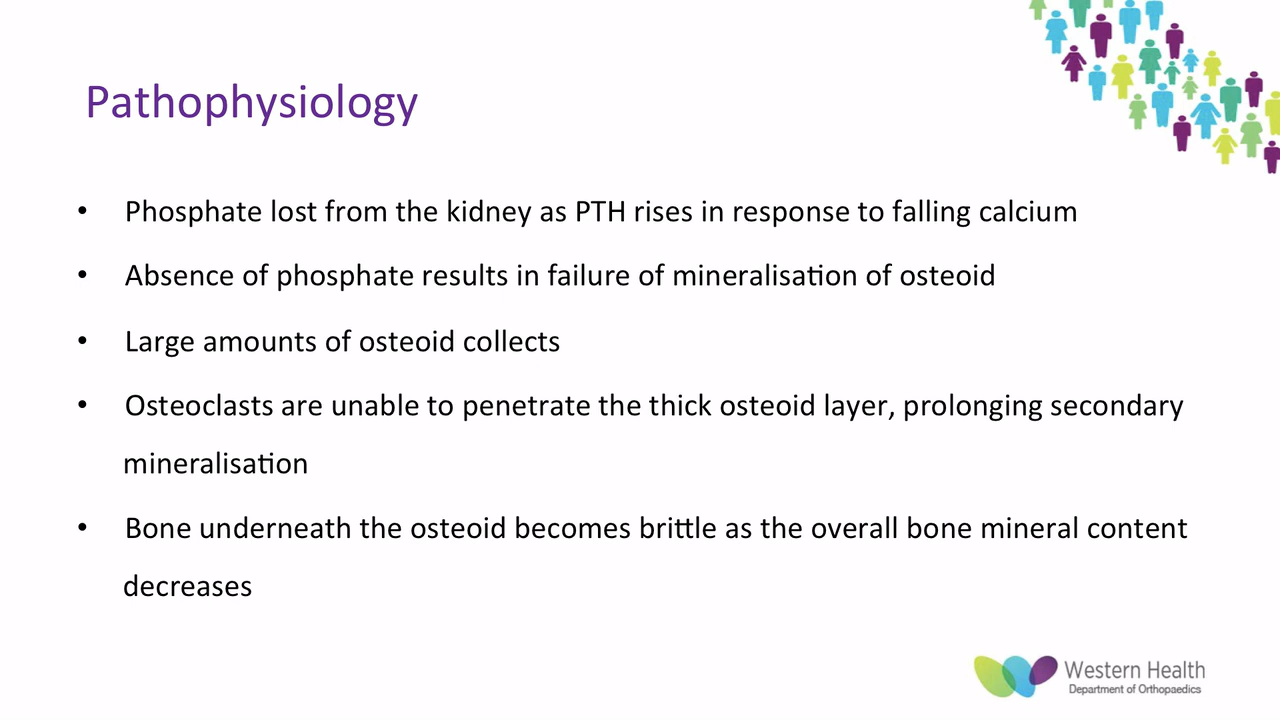 Pathophysiology
• Phosphate lost from the kidney as PTH rises in response to falling calcium
• Absence of phosphate results in failure of mineralisation of osteoid
• Large amounts of osteoid collects
• Osteoclasts are unable to penetrate the thick osteoid layer, prolonging secondary
mineralisation
• Bone underneath the osteoid becomes brittle as the overall bone mineral content
decreases
Western Health
Department of Orthopaedics